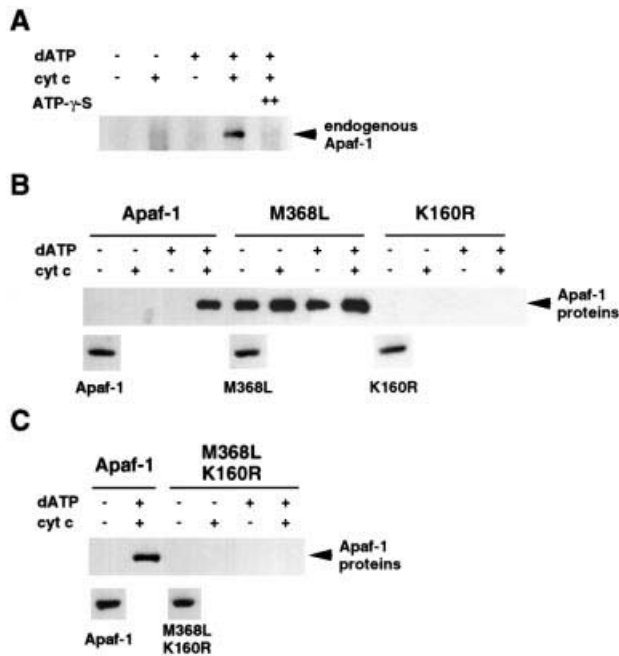 A
dATP - - + + +
cyt c - + - + +
ATP-γ-S ++
endogenous
Apaf-1
B
Apaf-1 M368L K160R
dATP - - + + - - + + - - + +
cyt c - + - + - + - + - + - +
Apaf-1
proteins
Apaf-1 M368L K160R
C
Apaf-1 M368L
K160R
dATP - + - - + +
cyt c - + - + - +
Apaf-1
proteins
Apaf-1 M368L
K160R